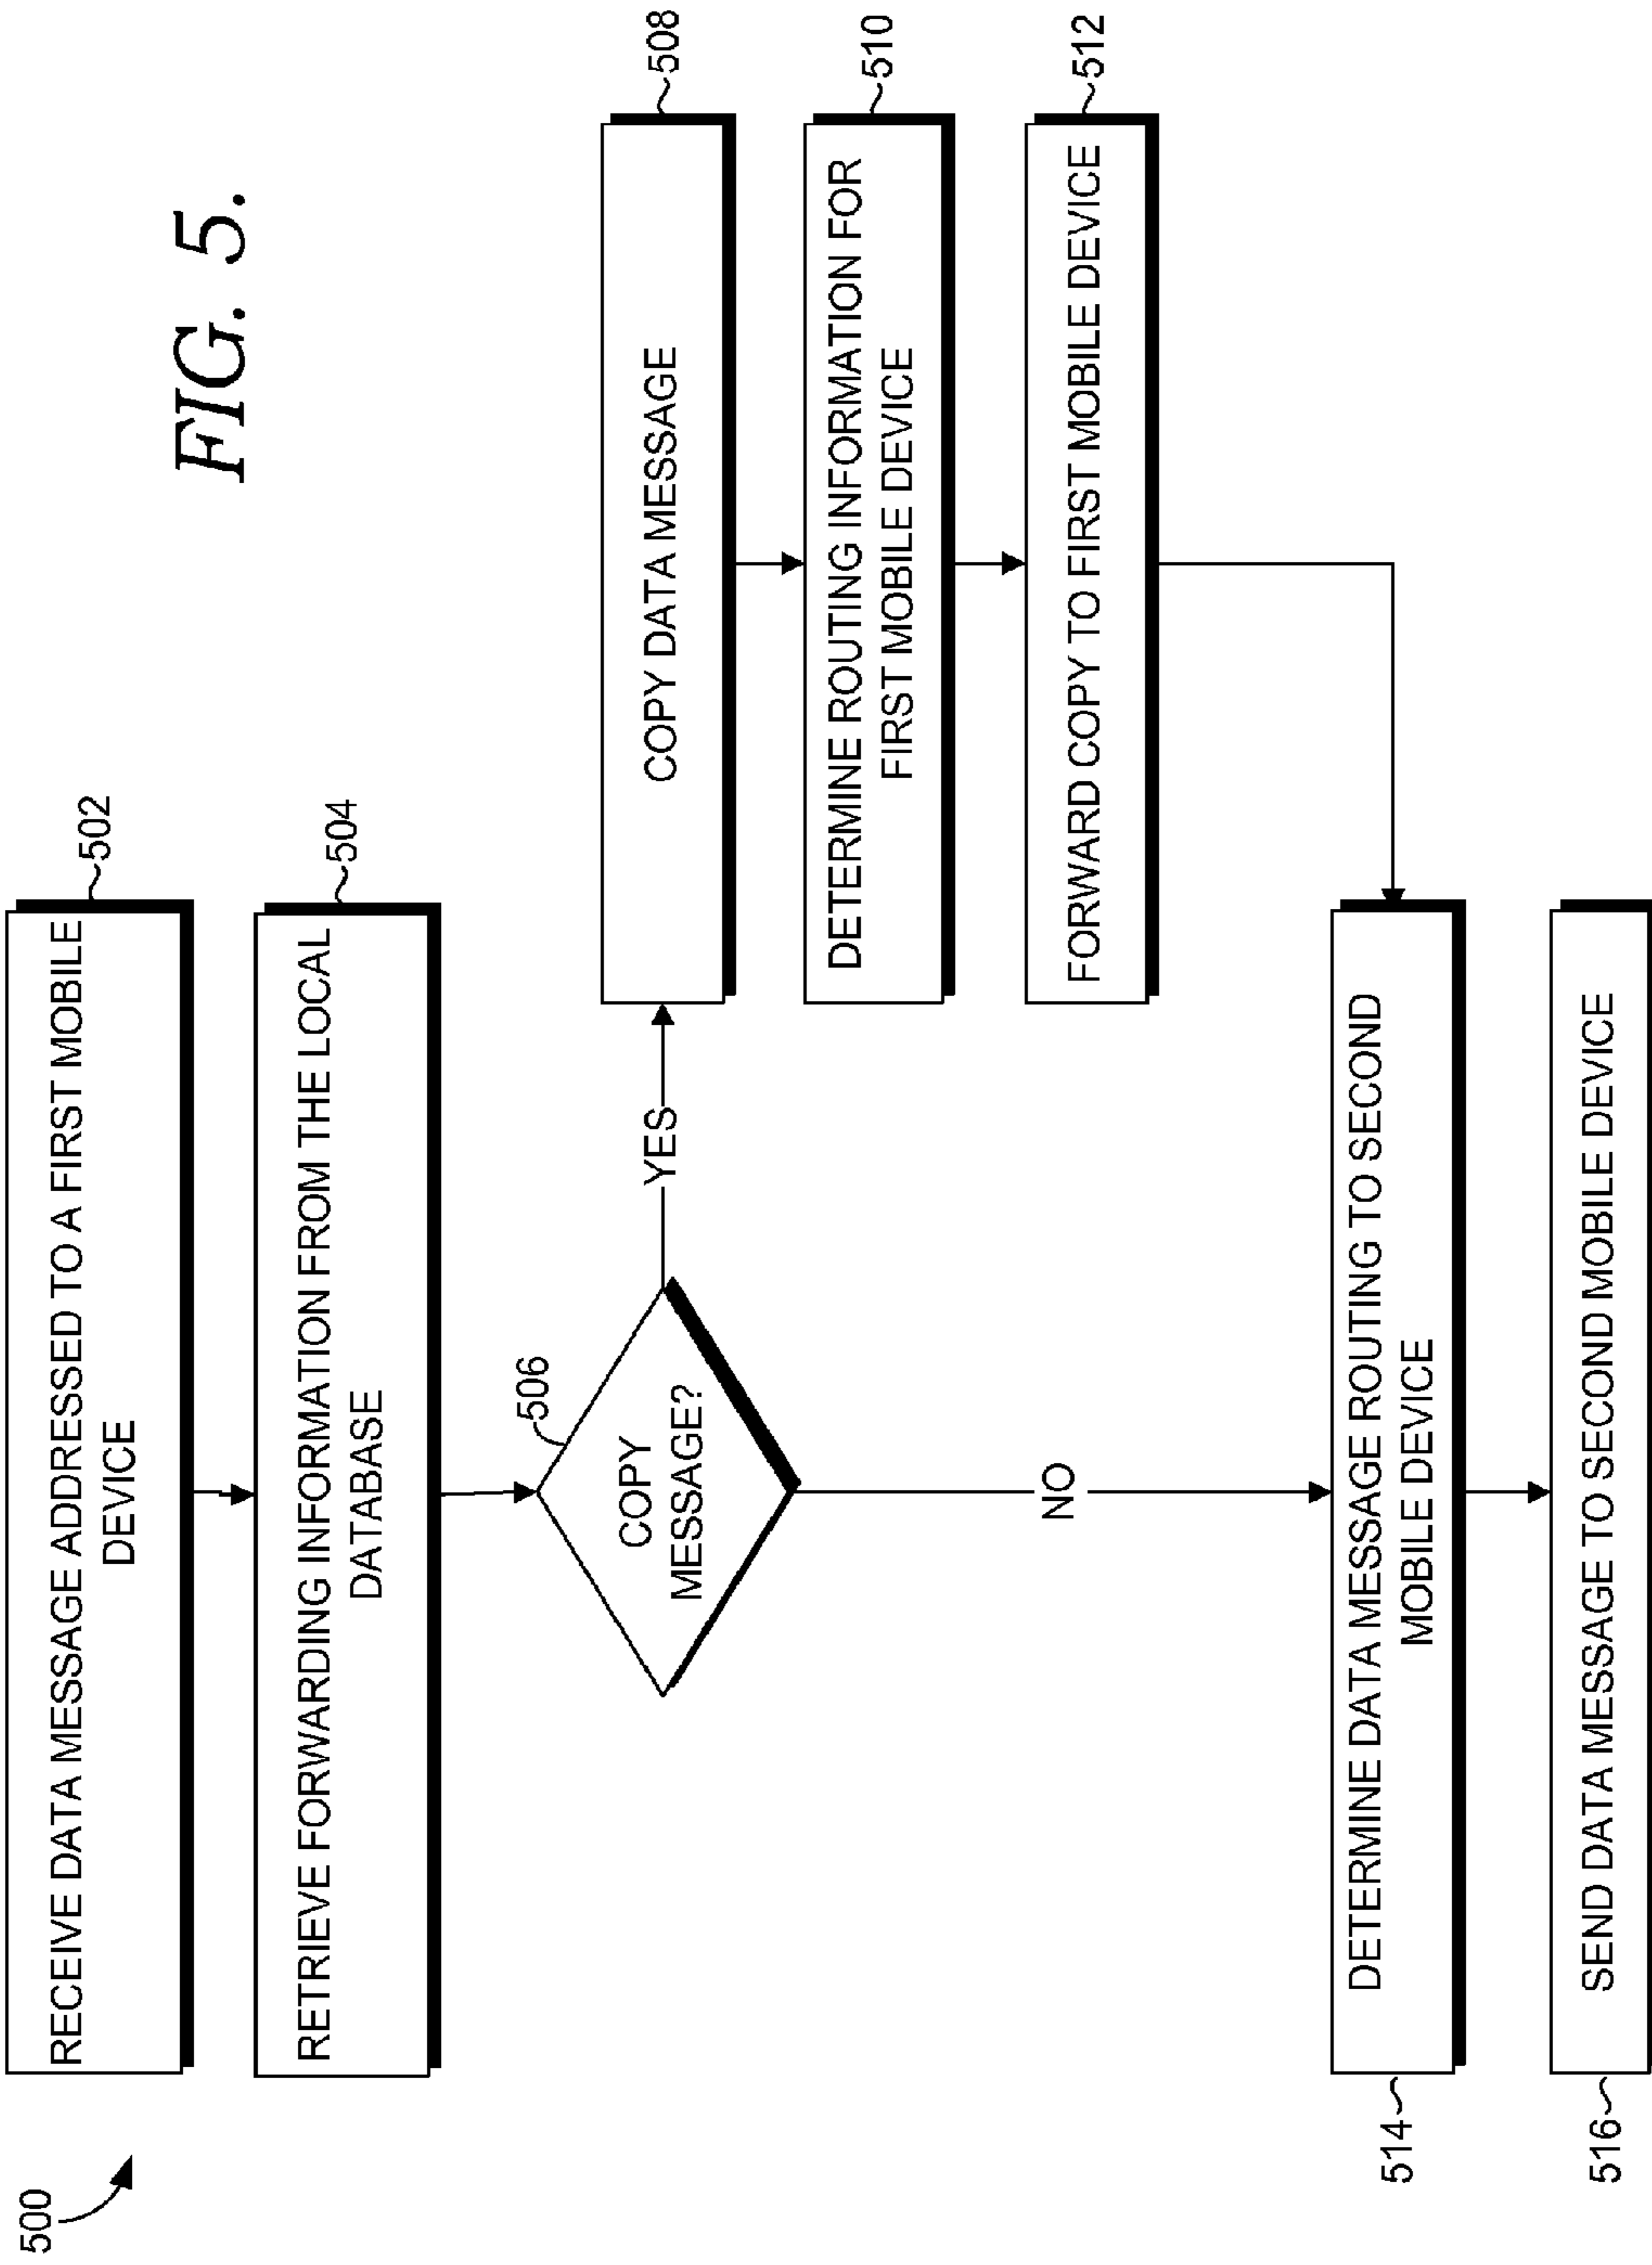 500
FIG. 5.
RECEIVE DATA MESSAGE ADDRESSED TO A FIRST MOBILE
DEVICE
502
RETRIEVE FORWARDING INFORMATION FROM THE LOCAL
DATABASE
504
506
COPY
MESSAGE?
YES
NO
COPY DATA MESSAGE
508
DETERMINE ROUTING INFORMATION FOR
FIRST MOBILE DEVICE
510
FORWARD COPY TO FIRST MOBILE DEVICE
512
DETERMINE DATA MESSAGE ROUTING TO SECOND
MOBILE DEVICE
514
SEND DATA MESSAGE TO SECOND MOBILE DEVICE
516